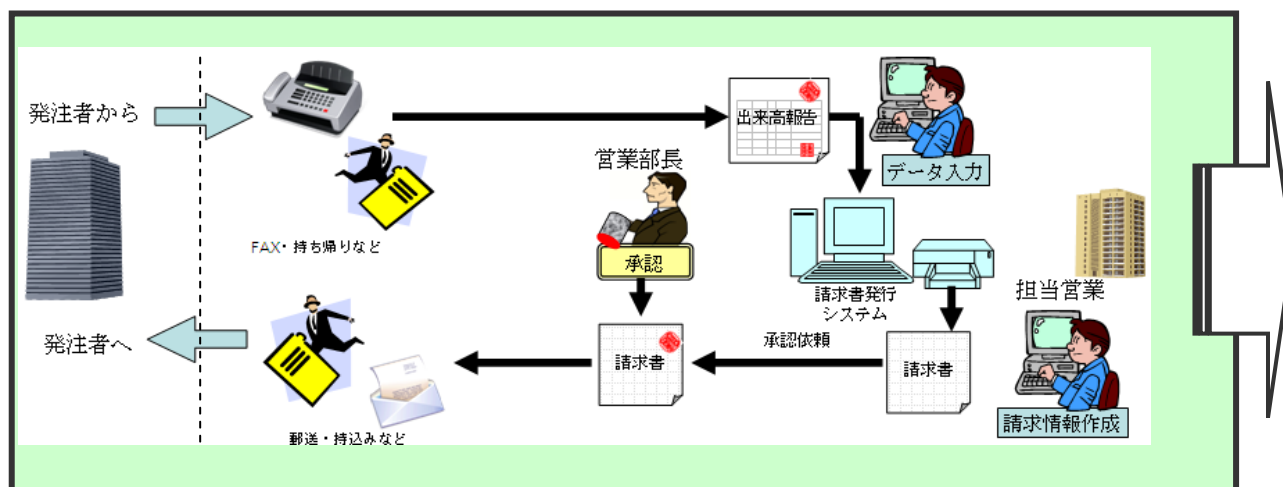 発注者から
FAX・持ち帰りなど
出来高報告
データ入力
営業部長
承認
請求書発行
システム
担当営業
請求情報作成
請求書
承認依頼
請求書
郵送・持込みなど
発注者へ